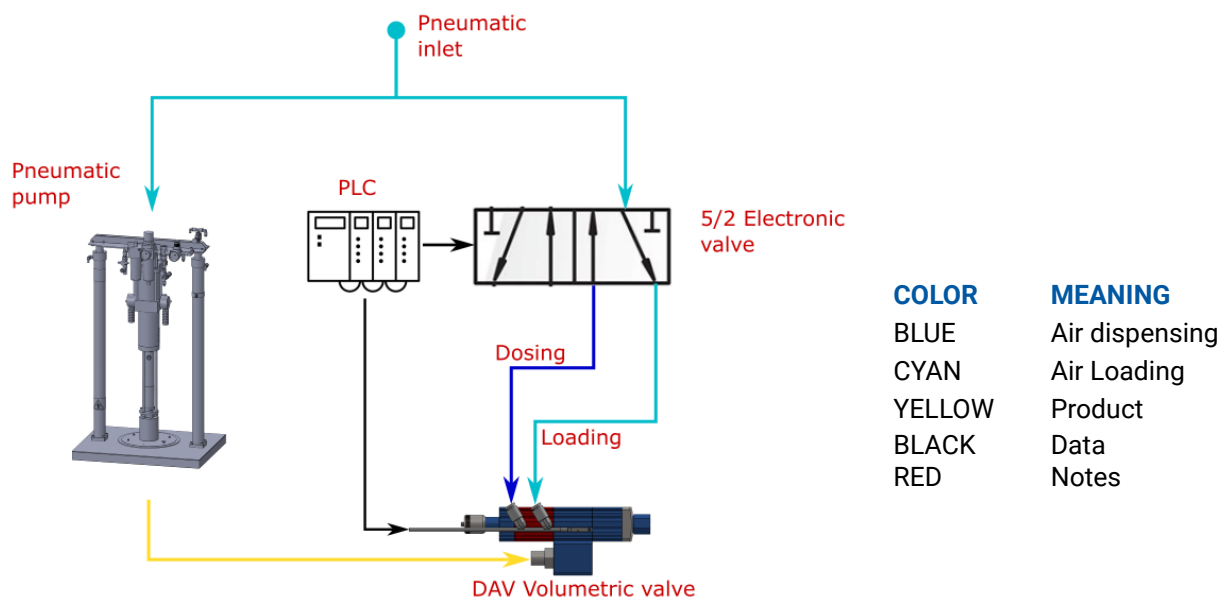 Pneumatic
inlet
Pneumatic
pump
PLC
5/2 Electronic
valve
Dosing
Loading
DAV Volumetric valve
COLOR MEANING
BLUE Air dispensing
CYAN Air Loading
YELLOW Product
BLACK Data
RED Notes